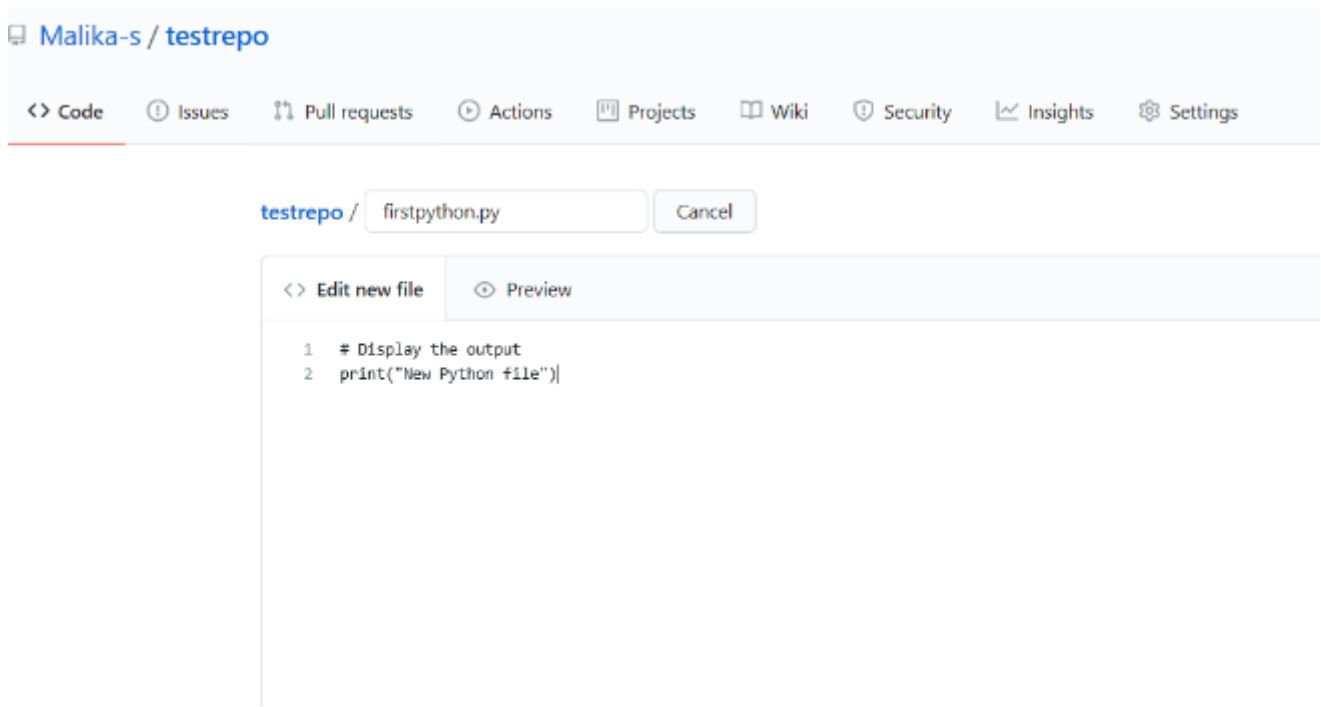 Malika-s / testrepo
<> Code Issues Pull requests Actions Projects Wiki Security Insights Settings
testrepo / firstpython.py Cancel
<> Edit new file Preview
1 # Display the output
2 print("New Python file")